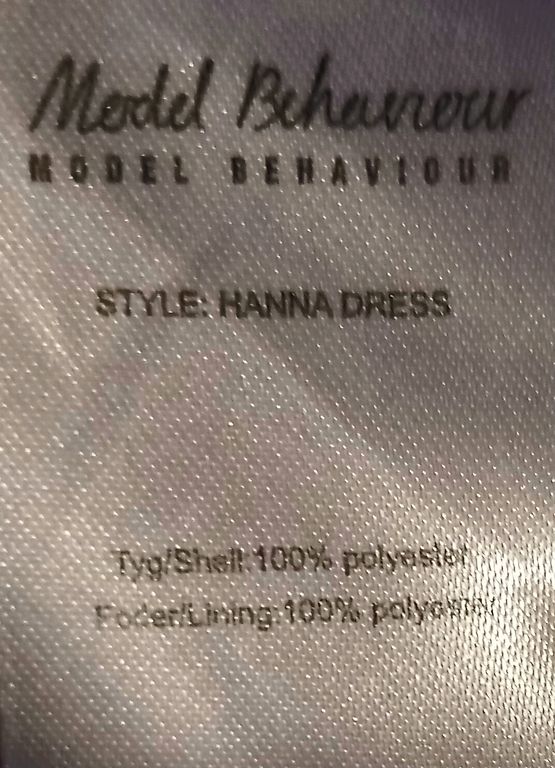 Model Behaviour
MODEL BEHAVIOUR
STYLE: HANNA DRESS
Tyg/Shell:100% polyester
Foder/Lining:100% polyester